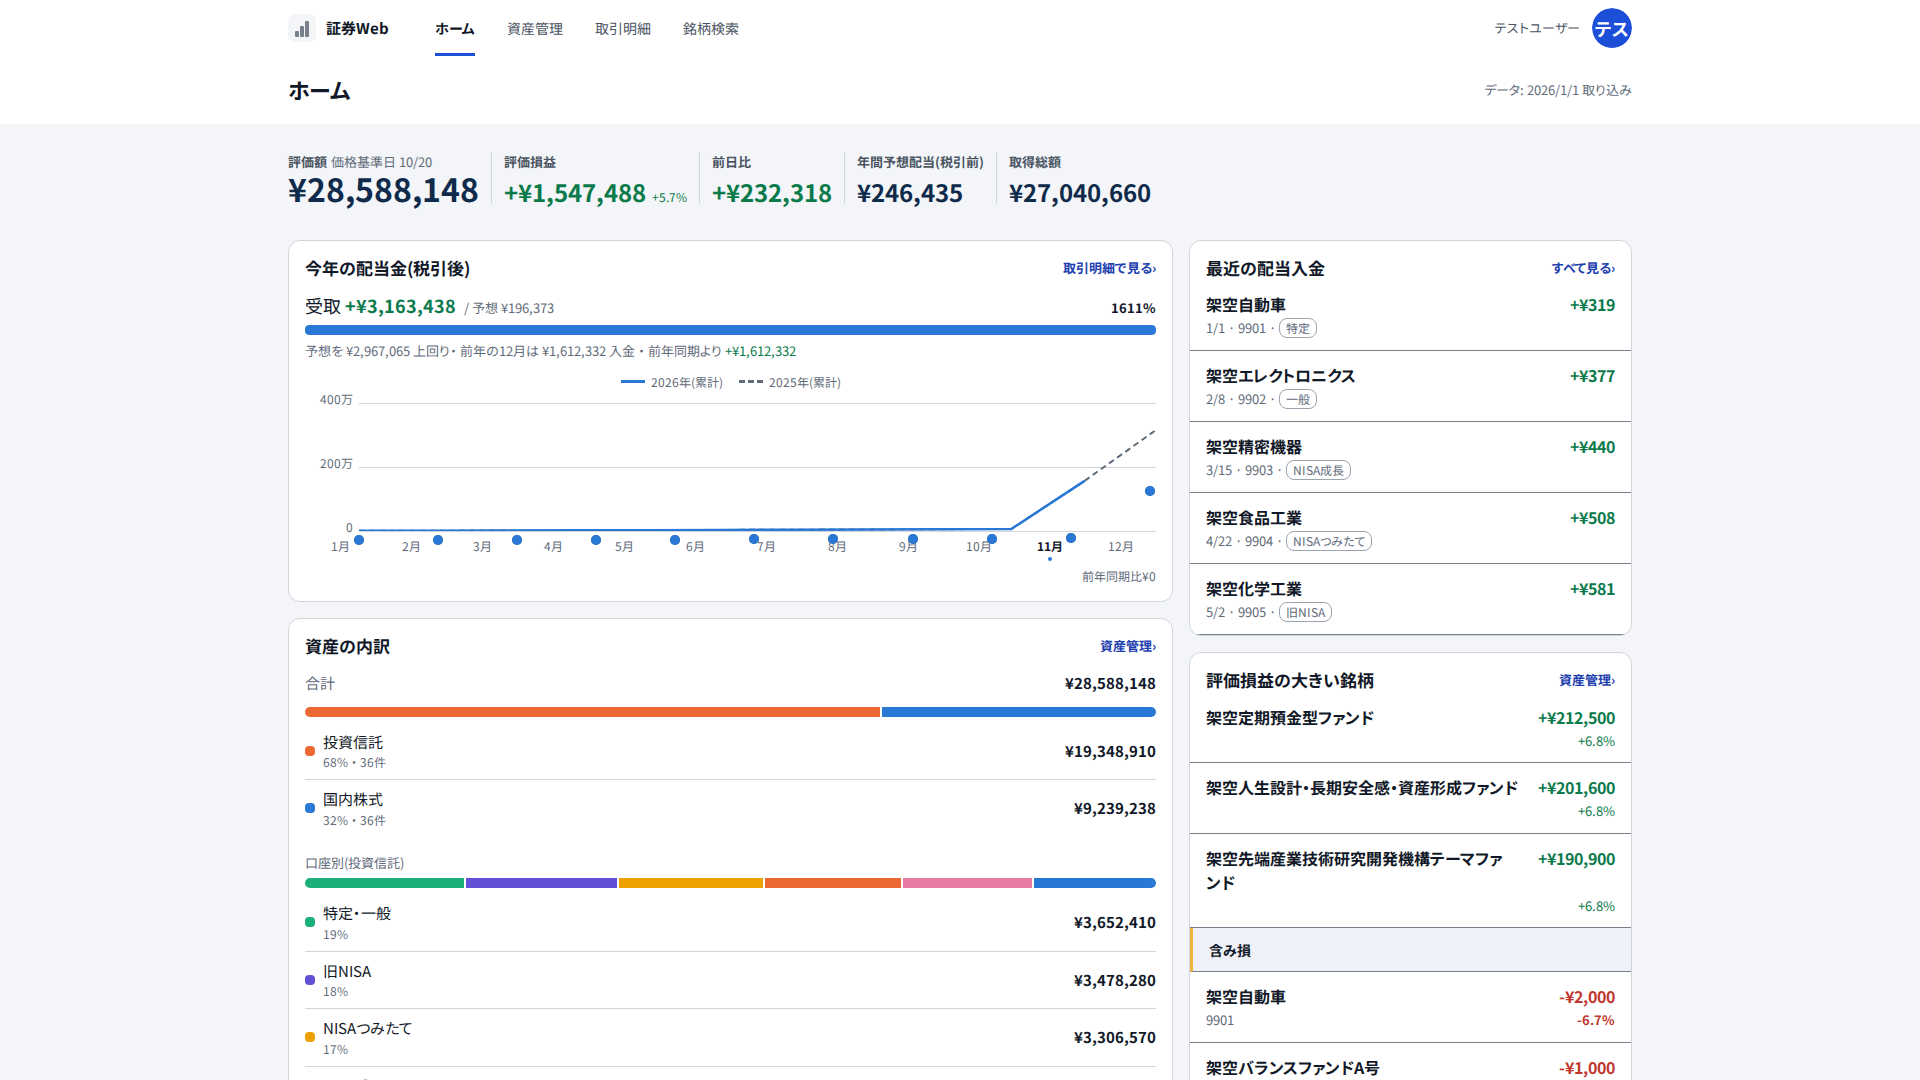 証券Web
ホーム
資産管理
取引明細
銘柄検索
テストユーザー
テス
ホーム
データ: 2026/1/1 取り込み
評価額 価格基準日 10/20
¥28,588,148
評価損益
+¥1,547,488 +5.7%
前日比
+¥232,318
年間予想配当(税引前)
¥246,435
取得総額
¥27,040,660
今年の配当金(税引後)
取引明細で見る›
受取 +¥3,163,438 / 予想 ¥196,373
1611%
予想を ¥2,967,065 上回り・前年の12月は ¥1,612,332 入金・前年同期より +¥1,612,332
2026年(累計)
2025年(累計)
400万
200万
0
1月 2月 3月 4月 5月 6月 7月 8月 9月 10月 11月 12月
前年同期比¥0
資産の内訳
資産管理›
合計
¥28,588,148
投資信託
68%・36件
¥19,348,910
国内株式
32%・36件
¥9,239,238
口座別(投資信託)
特定・一般
19%
¥3,652,410
旧NISA
18%
¥3,478,280
NISAつみたて
17%
¥3,306,570
最近の配当入金
すべて見る›
架空自動車
+¥319
1/1 · 9901 · 特定
架空エレクトロニクス
+¥377
2/8 · 9902 · 一般
架空精密機器
+¥440
3/15 · 9903 · NISA成長
架空食品工業
+¥508
4/22 · 9904 · NISAつみたて
架空化学工業
+¥581
5/2 · 9905 · 旧NISA
評価損益の大きい銘柄
資産管理›
架空定期預金型ファンド
+¥212,500
+6.8%
架空人生設計・長期安全感・資産形成ファンド
+¥201,600
+6.8%
架空先端産業技術研究開発機構テーマファ
ンド
+¥190,900
+6.8%
含み損
架空自動車
-¥2,000
9901
-6.7%
架空バランスファンドA号
-¥1,000